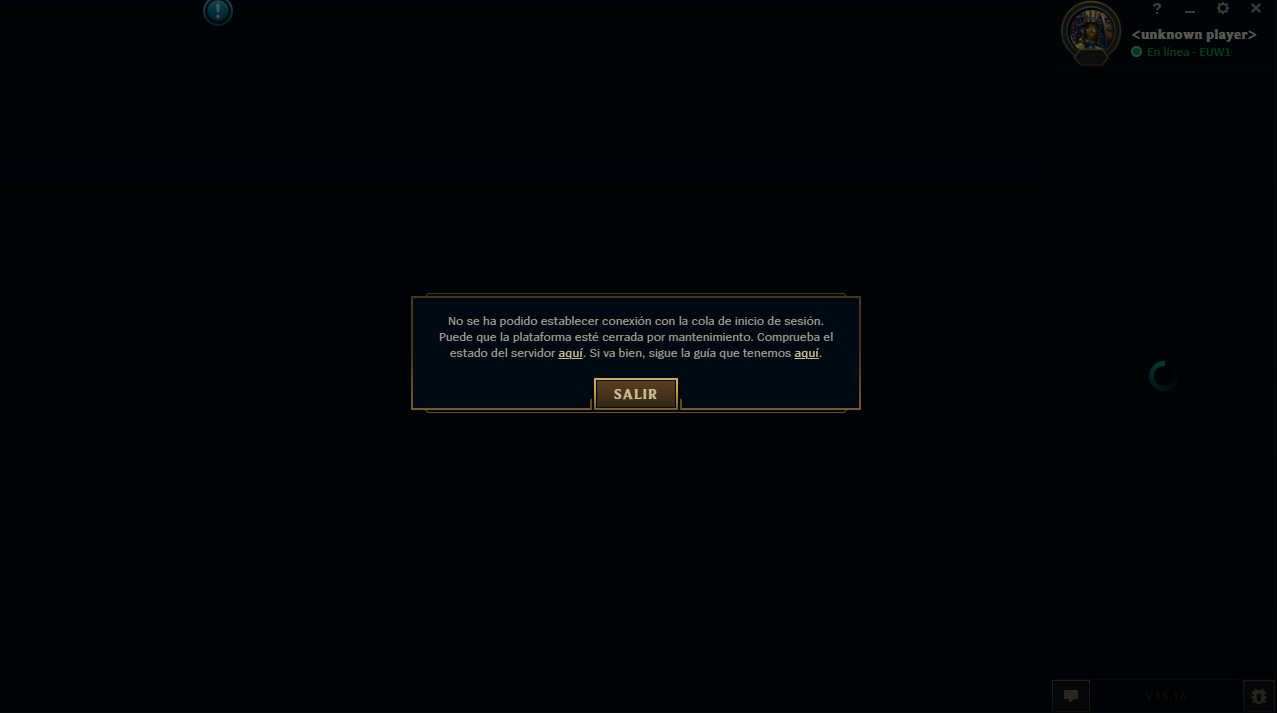 <unknown player>
En línea - EUW1
No se ha podido establecer conexión con la cola de inicio de sesión.
Puede que la plataforma esté cerrada por mantenimiento. Comprueba el
estado del servidor aquí. Si va bien, sigue la guía que tenemos aquí.
SALIR
V13.16